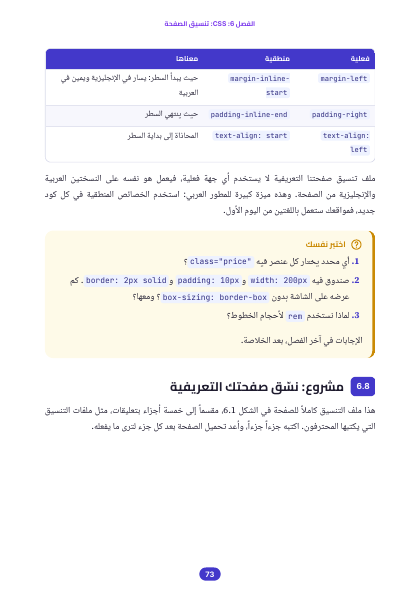 الفصل 6: CSS: تنسيق الصفحة
فعلية منطقية معناها
margin-left margin-inline-start حيث يبدأ السطر: يسار في الإنجليزية ويمين في العربية
padding-right padding-inline-end حيث ينتهي السطر
text-align: left text-align: start المحاذاة إلى بداية السطر
ملف تنسيق صفحتنا التعريفية لا يستخدم أي جهة فعلية، فيعمل هو نفسه على النسختين العربية
والإنجليزية من الصفحة. وهذه ميزة كبيرة للمطور العربي: استخدم الخصائص المنطقية في كل كود
جديد، فمواقعك ستعمل باللغتين من اليوم الأول.
اختبر نفسك
1. أي محدد يختار كل عنصر فيه class="price" ؟
2. صندوق فيه width: 200px و padding: 10px و border: 2px solid . كم
عرضه على الشاشة بدون box-sizing: border-box ؟ ومعها؟
3. لماذا نستخدم rem لأحجام الخطوط؟
الإجابات في آخر الفصل، بعد الخلاصة.
6.8 مشروع: نسّق صفحتك التعريفية
هذا ملف التنسيق كاملاً للصفحة في الشكل 6.1، مقسماً إلى خمسة أجزاء بتعليقات، مثل ملفات التنسيق
التي يكتبها المحترفون. اكتبه جزءاً جزءاً، وأعد تحميل الصفحة بعد كل جزء لترى ما يفعله.
73